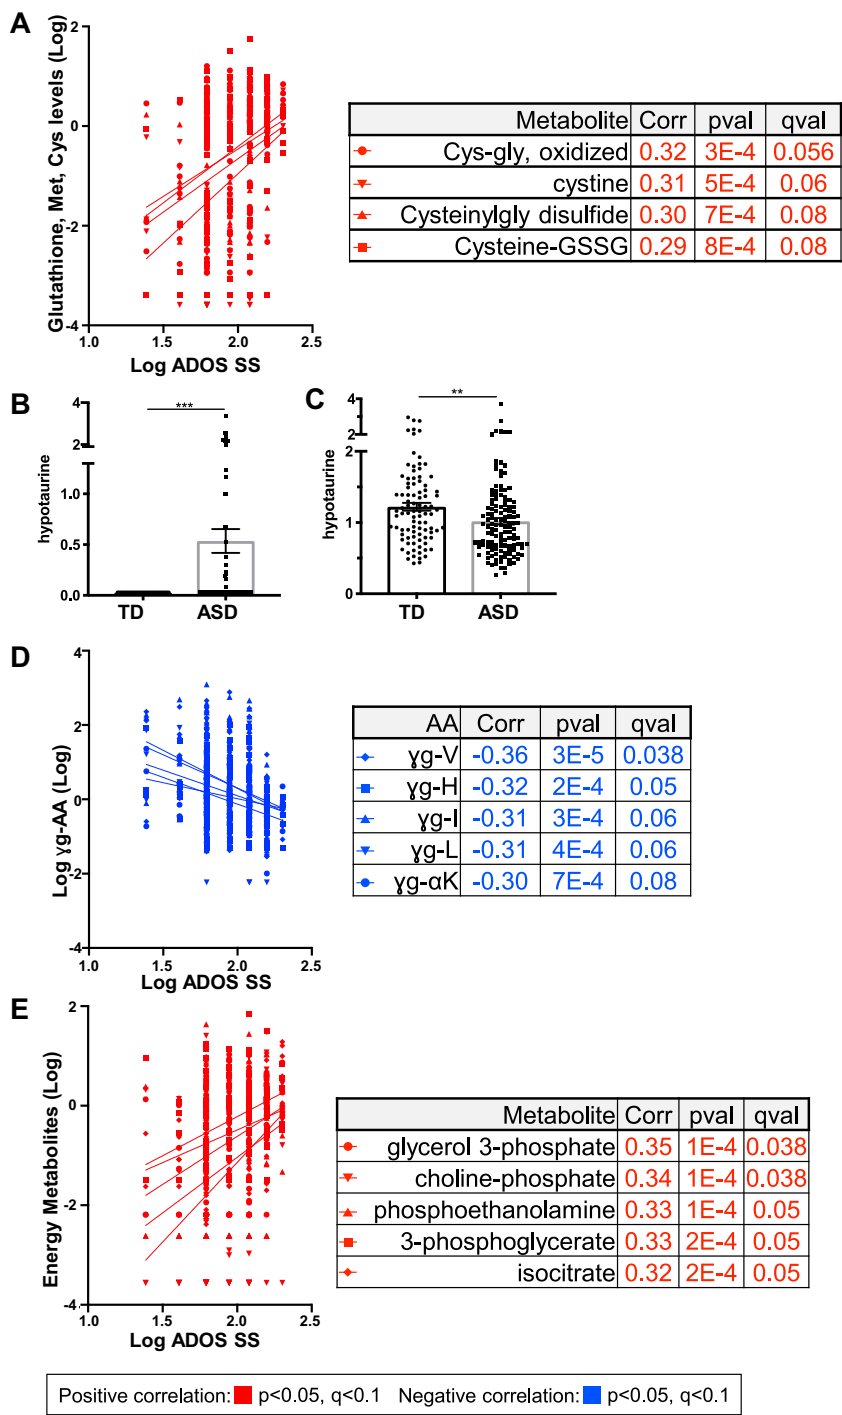 A
Glutathione, Met, Cys levels (Log)
2
0
-2
-4
1.0 1.5 2.0 2.5
Log ADOS SS
Metabolite Corr pval qval
Cys-gly, oxidized 0.32 3E-4 0.056
cystine 0.31 5E-4 0.06
Cysteinylgly disulfide 0.30 7E-4 0.08
Cysteine-GSSG 0.29 8E-4 0.08
B
hypotaurine
4
2
1.0
0.5
0.0
***
TD ASD
C
hypotaurine
4
2
2
1
0
**
TD ASD
D
Log ɣg-AA (Log)
4
2
0
-2
-4
1.0 1.5 2.0 2.5
Log ADOS SS
AA Corr pval qval
ɣg-V -0.36 3E-5 0.038
ɣg-H -0.32 2E-4 0.05
ɣg-I -0.31 3E-4 0.06
ɣg-L -0.31 4E-4 0.06
ɣg-αK -0.30 7E-4 0.08
E
Energy Metabolites (Log)
2
0
-2
-4
1.0 1.5 2.0 2.5
Log ADOS SS
Metabolite Corr pval qval
glycerol 3-phosphate 0.35 1E-4 0.038
choline-phosphate 0.34 1E-4 0.038
phosphoethanolamine 0.33 1E-4 0.05
3-phosphoglycerate 0.33 2E-4 0.05
isocitrate 0.32 2E-4 0.05
Positive correlation: p<0.05, q<0.1 Negative correlation: p<0.05, q<0.1